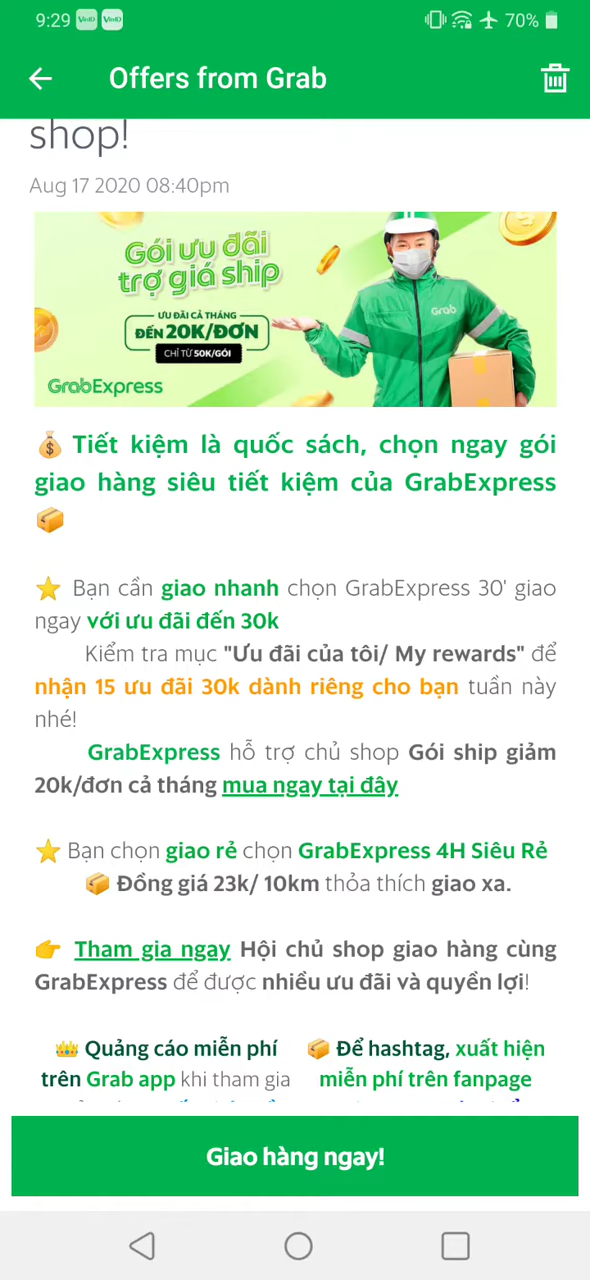 9:29 VinID VinID 70%
Offers from Grab
shop!
Aug 17 2020 08:40pm
Gói ưu đãi
trợ giá ship
ƯU ĐÃI CẢ THÁNG
ĐẾN 20K/ĐƠN
CHỈ TỪ 50K/GÓI
GrabExpress
Grab
💰 Tiết kiệm là quốc sách, chọn ngay gói
giao hàng siêu tiết kiệm của GrabExpress
📦
⭐ Bạn cần giao nhanh chọn GrabExpress 30' giao
ngay với ưu đãi đến 30k
Kiểm tra mục "Ưu đãi của tôi/ My rewards" để
nhận 15 ưu đãi 30k dành riêng cho bạn tuần này
nhé!
GrabExpress hỗ trợ chủ shop Gói ship giảm
20k/đơn cả tháng mua ngay tại đây
⭐ Bạn chọn giao rẻ chọn GrabExpress 4H Siêu Rẻ
📦 Đồng giá 23k/ 10km thỏa thích giao xa.
👉 Tham gia ngay Hội chủ shop giao hàng cùng
GrabExpress để được nhiều ưu đãi và quyền lợi!
👑 Quảng cáo miễn phí
trên Grab app khi tham gia
📦 Để hashtag, xuất hiện
miễn phí trên fanpage
Giao hàng ngay!